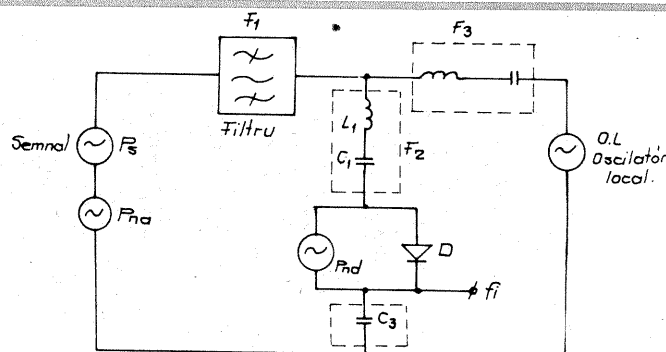 F1
Filtru
F3
Semnal
Ps
Pna
L1
C1
F2
O.L
Oscilator
local.
Pnd
D
fi
C3